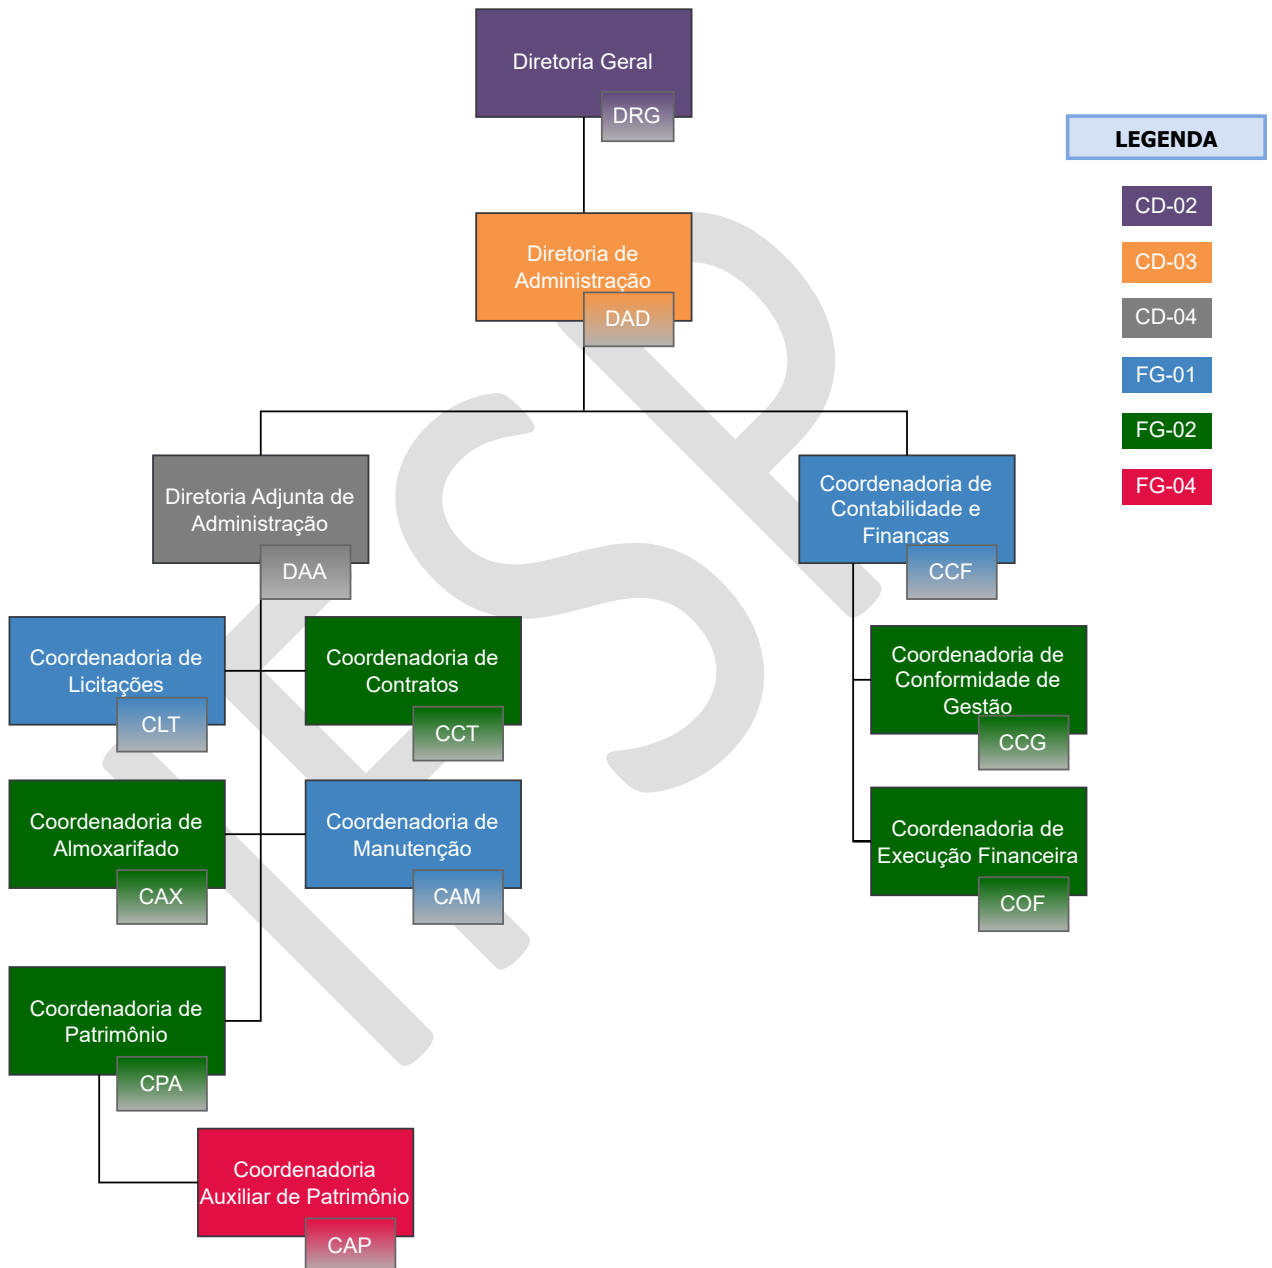 Diretoria Geral
DRG
LEGENDA
CD-02
CD-03
CD-04
FG-01
FG-02
FG-04
Diretoria de
Administração
DAD
Diretoria Adjunta de
Administração
DAA
Coordenadoria de
Contabilidade e
Finanças
CCF
Coordenadoria de
Licitações
CLT
Coordenadoria de
Contratos
CCT
Coordenadoria de
Conformidade de
Gestão
CCG
Coordenadoria de
Almoxarifado
CAX
Coordenadoria de
Manutenção
CAM
Coordenadoria de
Execução Financeira
COF
Coordenadoria de
Patrimônio
CPA
Coordenadoria
Auxiliar de Patrimônio
CAP
IFSP